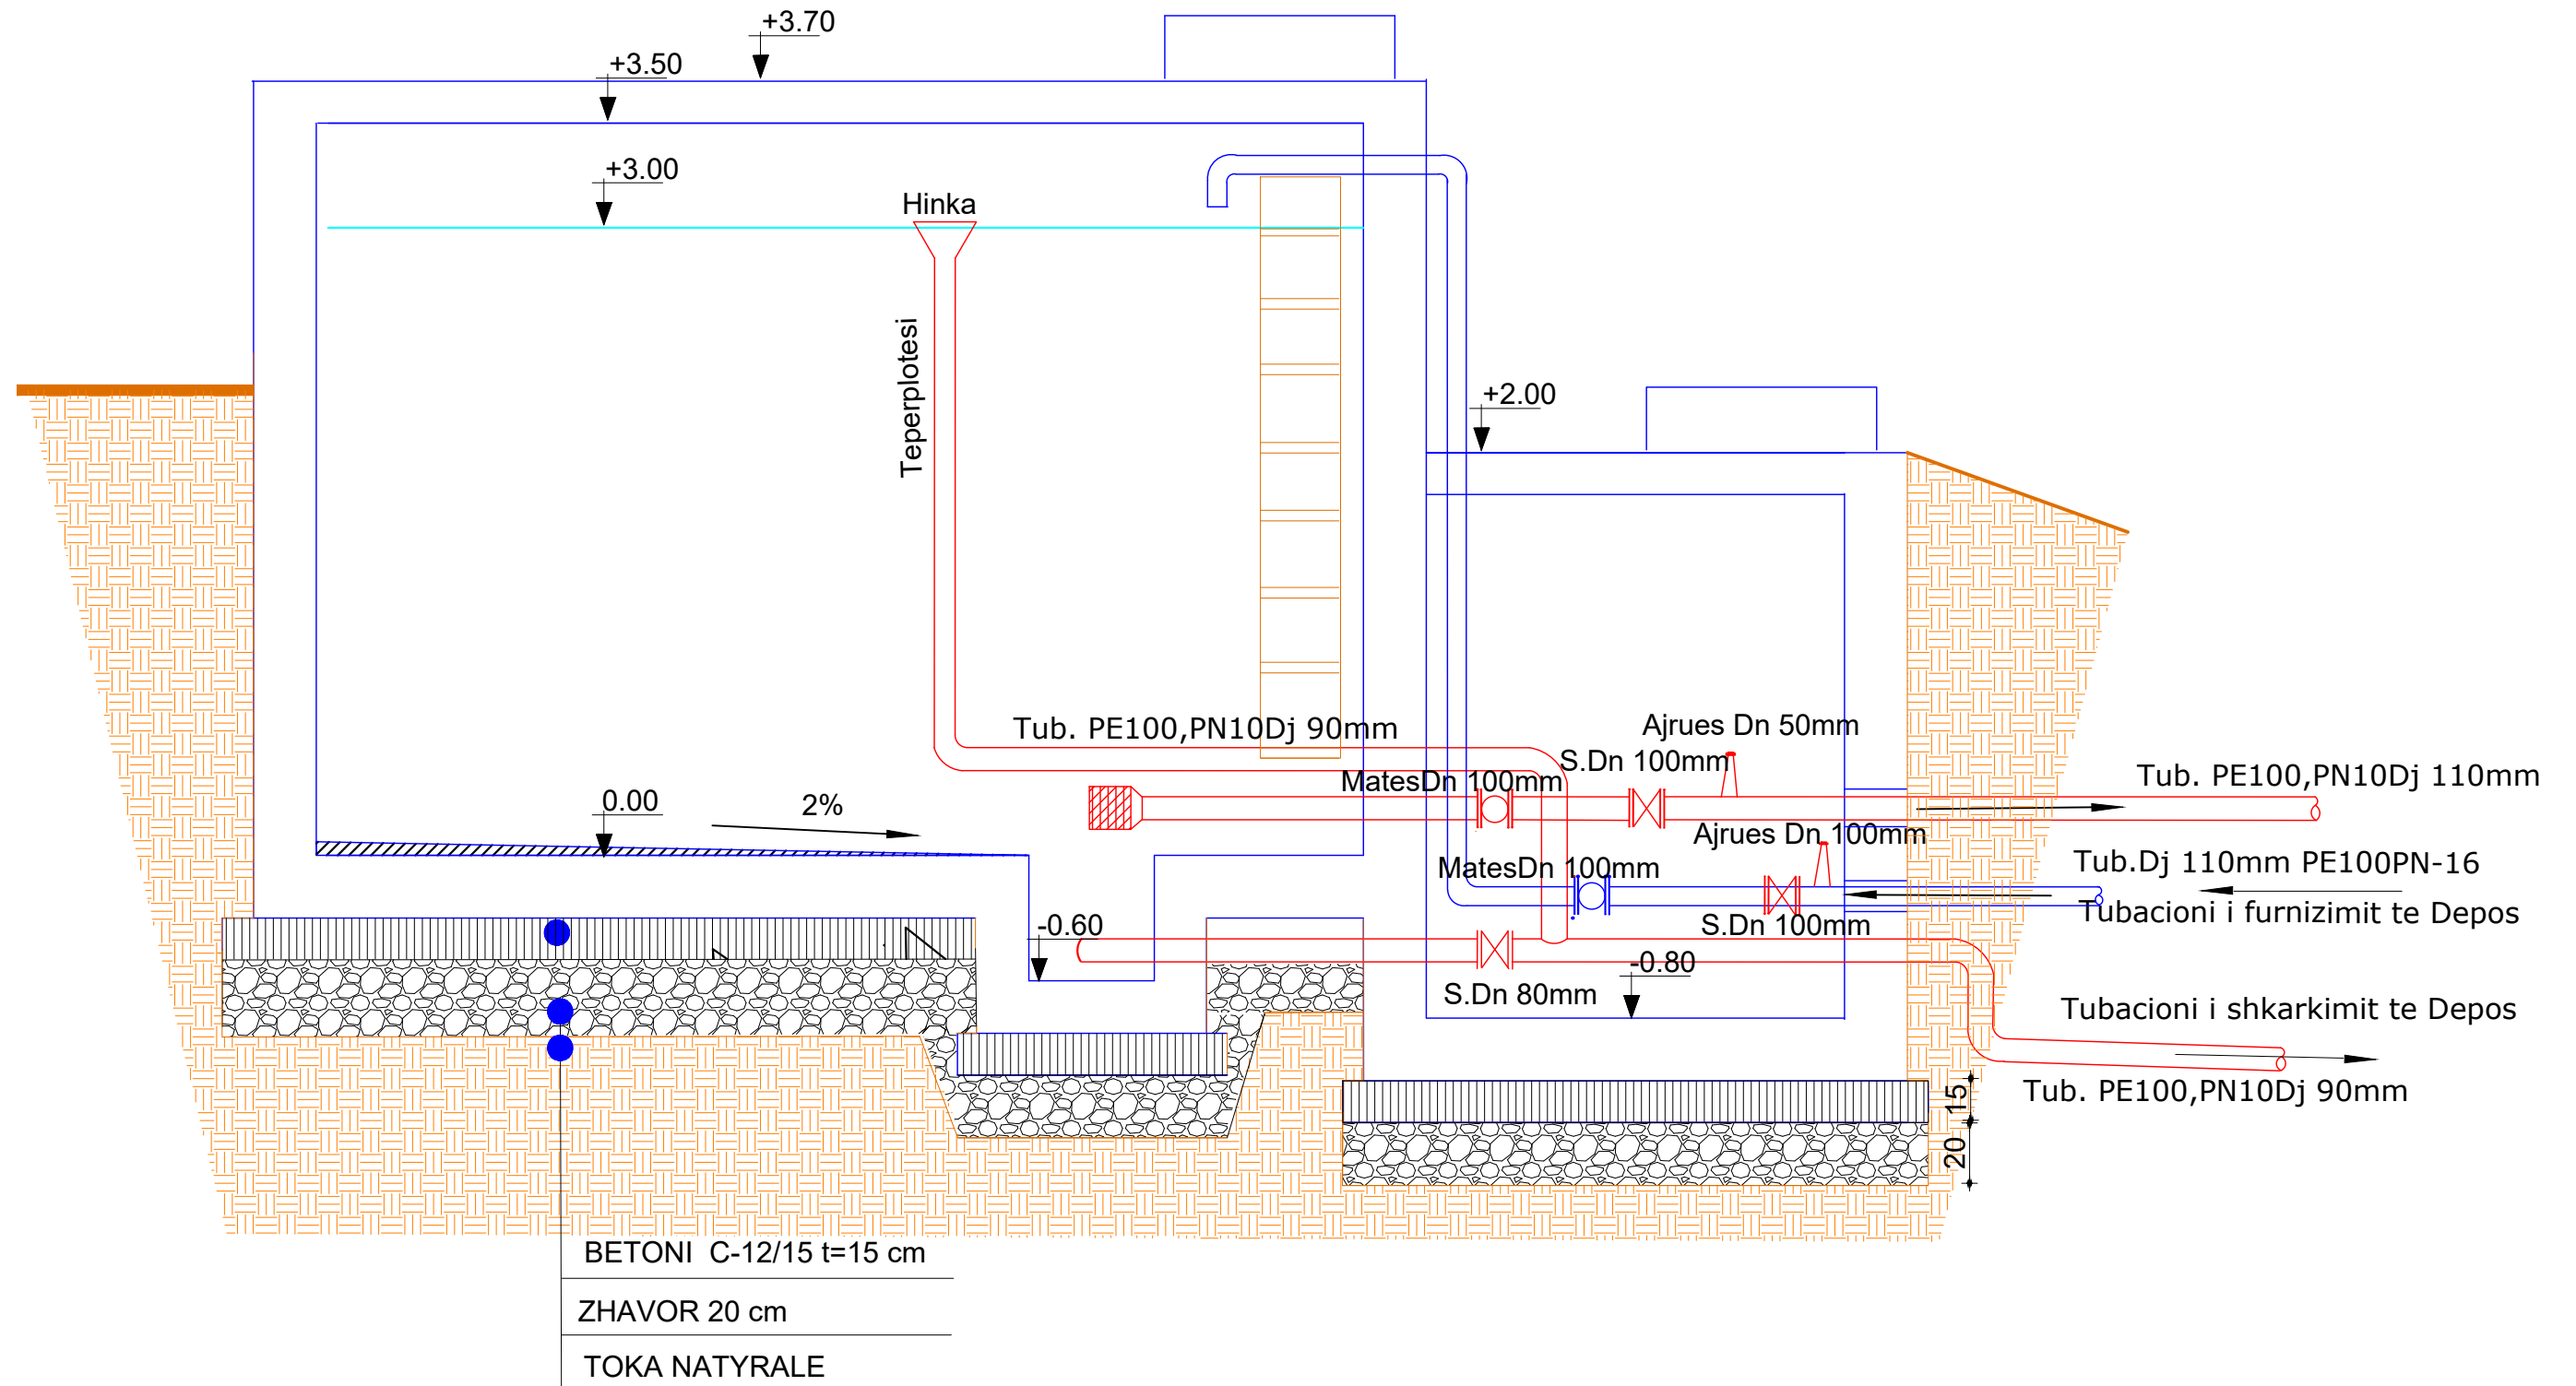 +3.70
+3.50
+3.00
Hinka
Teperplotesi
+2.00
Tub. PE100,PN10Dj 90mm
Ajrues Dn 50mm
S.Dn 100mm
MatesDn 100mm
Tub. PE100,PN10Dj 110mm
0.00
2%
Ajrues Dn 100mm
MatesDn 100mm
Tub.Dj 110mm PE100PN-16
Tubacioni i furnizimit te Depos
S.Dn 100mm
-0.60
-0.80
S.Dn 80mm
Tubacioni i shkarkimit te Depos
Tub. PE100,PN10Dj 90mm
15
20
BETONI C-12/15 t=15 cm
ZHAVOR 20 cm
TOKA NATYRALE